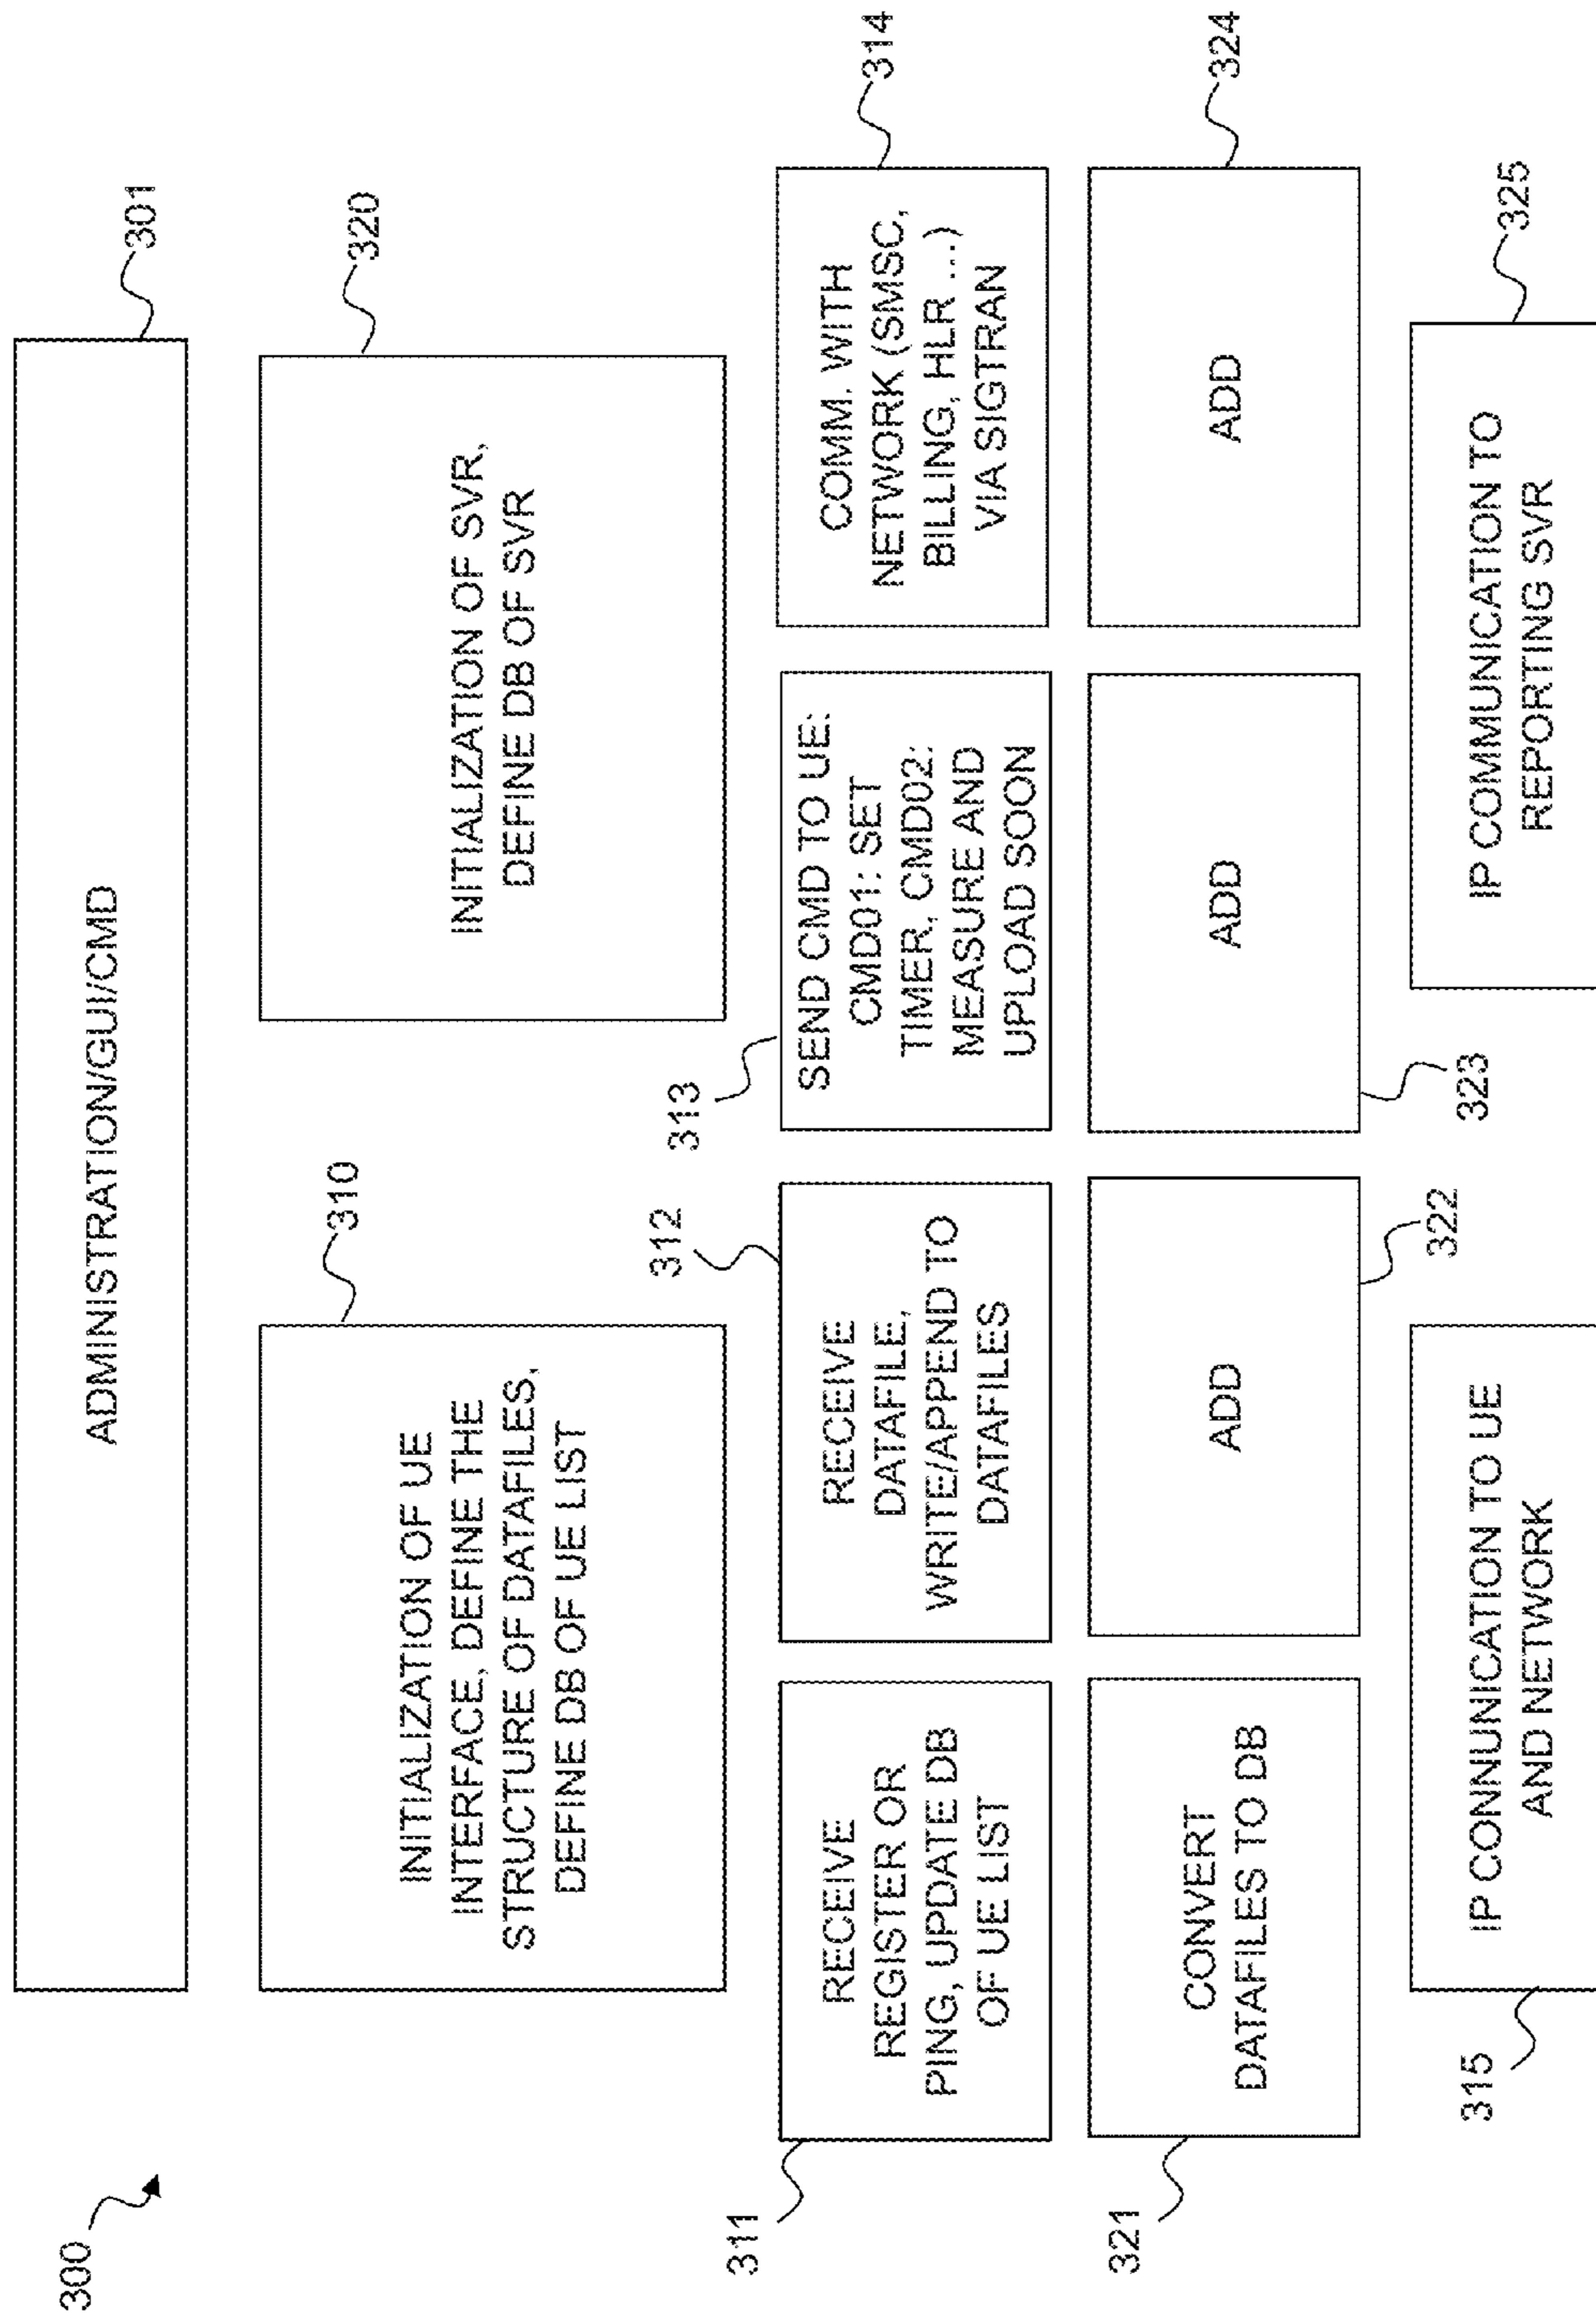 300
ADMINISTRATION/GUI/CMD
301
INITIALIZATION OF UE
INTERFACE, DEFINE THE
STRUCTURE OF DATAFILES,
DEFINE DB OF UE LIST
310
INITIALIZATION OF SVR,
DEFINE DB OF SVR
320
311
RECEIVE
REGISTER OR
PING, UPDATE DB
OF UE LIST
312
RECEIVE
DATAFILE,
WRITE/APPEND TO
DATAFILES
313
SEND CMD TO UE:
CMD01: SET
TIMER, CMD02:
MEASURE AND
UPLOAD SOON
COMM. WITH
NETWORK (SMSC,
BILLING, HLR ...)
VIA SIGTRAN
314
321
CONVERT
DATAFILES TO DB
ADD
322
ADD
323
ADD
324
315
IP CONNUNICATION TO UE
AND NETWORK
IP COMMUNICATION TO
REPORTING SVR
325